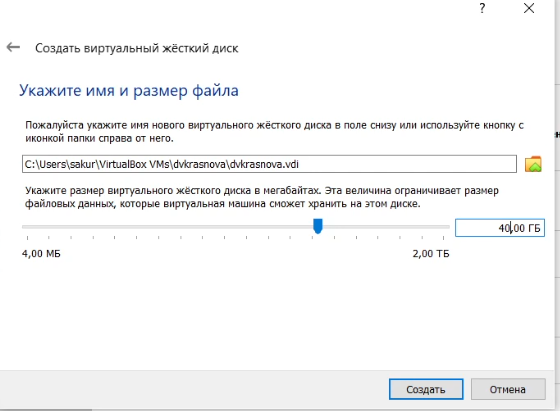 ?
Создать виртуальный жёсткий диск
Укажите имя и размер файла
Пожалуйста укажите имя нового виртуального жёсткого диска в поле снизу или используйте кнопку с
иконкой папки справа от него.
C:\Users\sakur\VirtualBox VMs\dvkrasnova\dvkrasnova.vdi
Укажите размер виртуального жёсткого диска в мегабайтах. Эта величина ограничивает размер
файловых данных, которые виртуальная машина сможет хранить на этом диске.
40,00 ГБ
4,00 МБ 2,00 ТБ
Создать Отмена